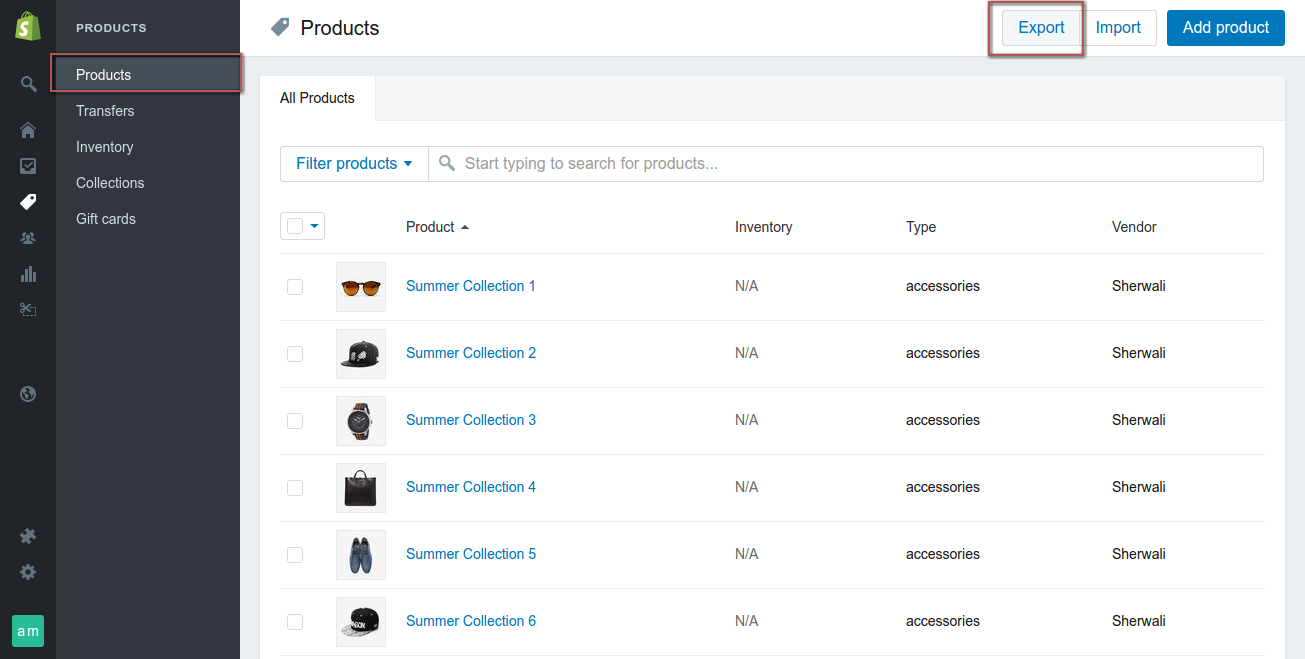 PRODUCTS
Products
Transfers
Inventory
Collections
Gift cards
am
Products
Export
Import
Add product
All Products
Filter products
Start typing to search for products...
Product Inventory Type Vendor
Summer Collection 1 N/A accessories Sherwali
Summer Collection 2 N/A accessories Sherwali
Summer Collection 3 N/A accessories Sherwali
Summer Collection 4 N/A accessories Sherwali
Summer Collection 5 N/A accessories Sherwali
Summer Collection 6 N/A accessories Sherwali